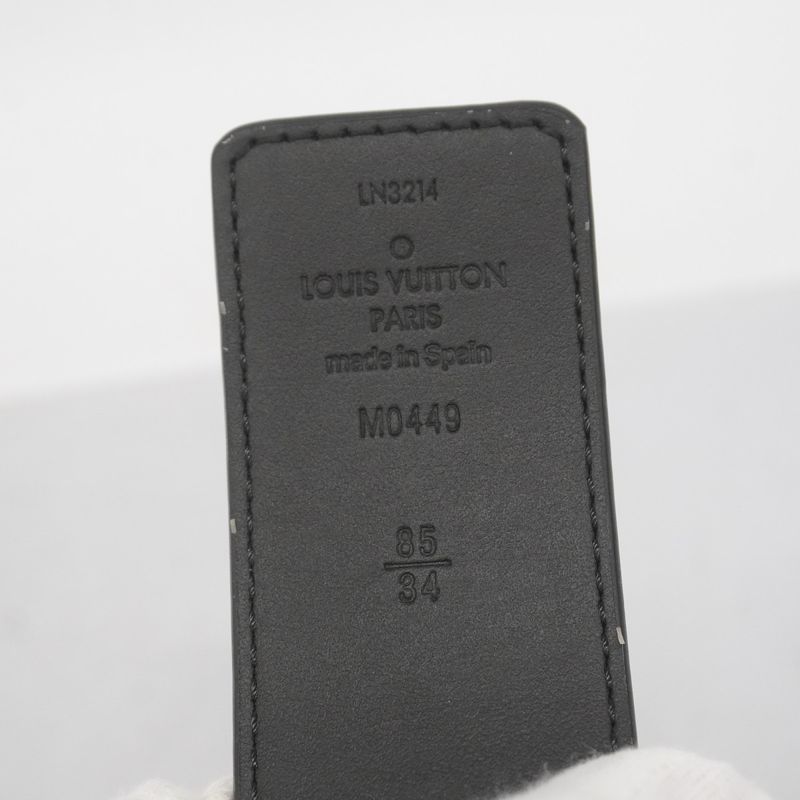 LN3214
LOUIS VUITTON
PARIS
made in Spain
M0449
85
34